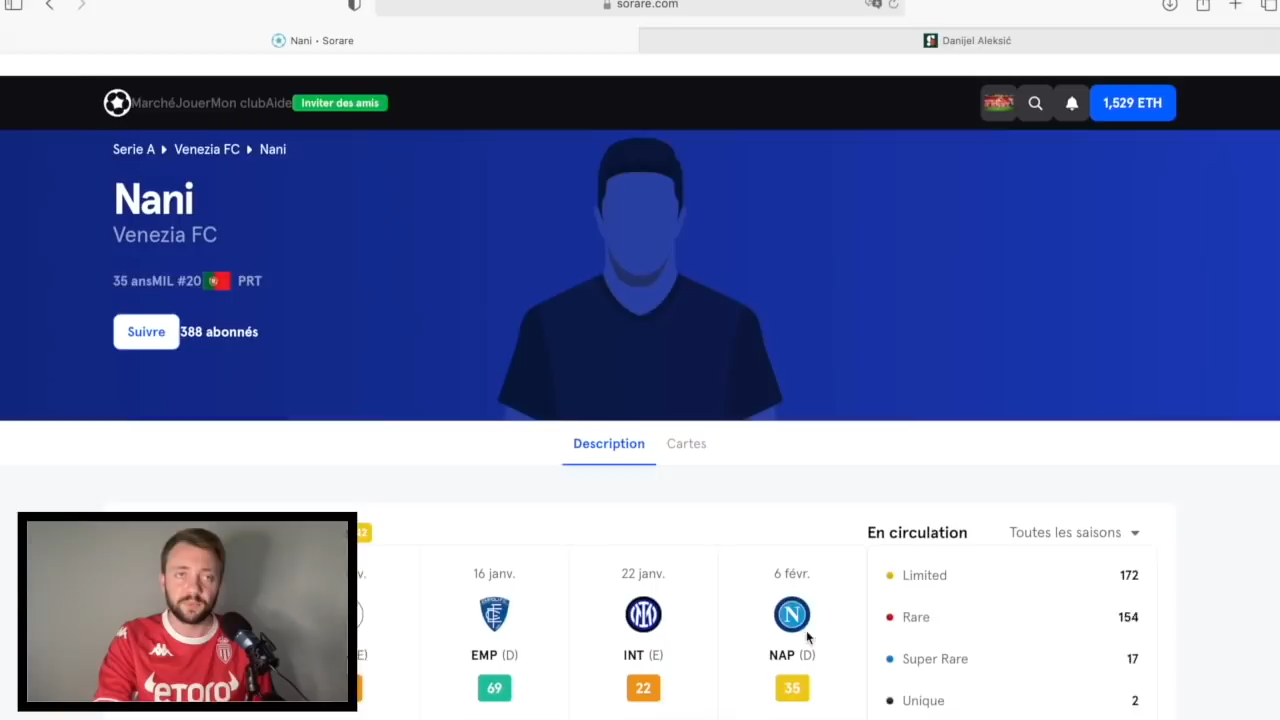 sorare.com
Nani • Sorare
Danijel Aleksić
Marché Jouer Mon club Aide Inviter des amis
1,529 ETH
Serie A Venezia FC Nani
Nani
Venezia FC
35 ans MIL #20 PRT
Suivre 388 abonnés
Description Cartes
En circulation Toutes les saisons
16 janv. 22 janv. 6 févr.
Limited 172
Rare 154
EMP (D) INT (E) NAP (D)
Super Rare 17
69 22 35
Unique 2
N
eToro